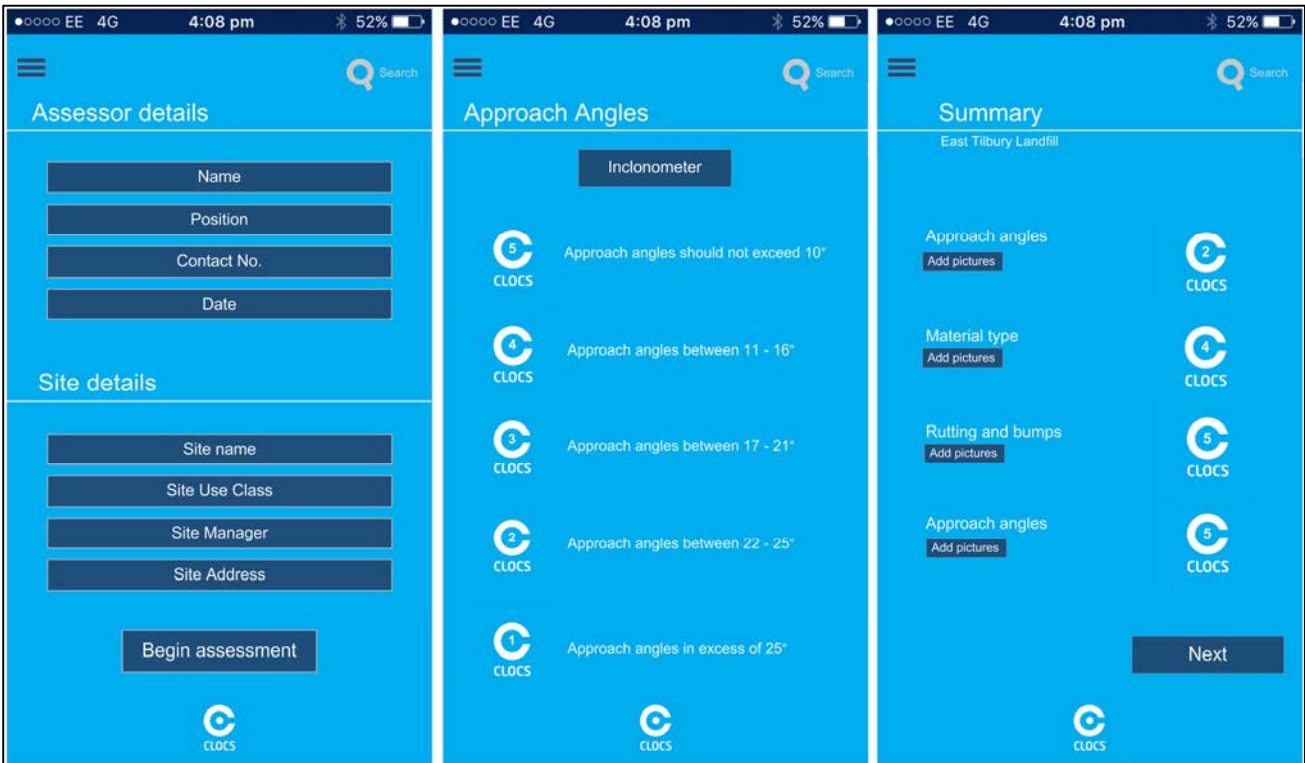 EE 4G 4:08 pm 52%
Search
Assessor details
Name
Position
Contact No.
Date
Site details
Site name
Site Use Class
Site Manager
Site Address
Begin assessment
CLOCS
EE 4G 4:08 pm 52%
Search
Approach Angles
Inclonometer
5
CLOCS
Approach angles should not exceed 10°
4
CLOCS
Approach angles between 11 - 16°
3
CLOCS
Approach angles between 17 - 21°
2
CLOCS
Approach angles between 22 - 25°
1
CLOCS
Approach angles in excess of 25°
CLOCS
EE 4G 4:08 pm 52%
Search
Summary
East Tilbury Landfill
Approach angles
Add pictures
2
CLOCS
Material type
Add pictures
4
CLOCS
Rutting and bumps
Add pictures
5
CLOCS
Approach angles
Add pictures
5
CLOCS
Next
CLOCS